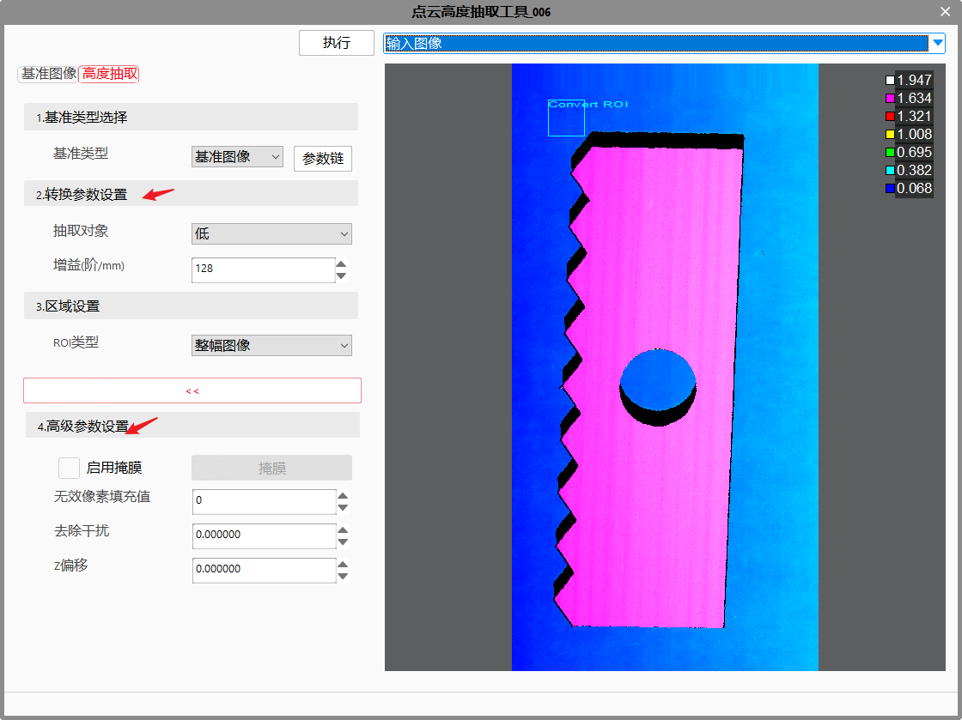 点云高度抽取工具_006
执行
输入图像
基准图像 高度抽取
1.基准类型选择
基准类型 基准图像 参数链
2.转换参数设置
抽取对象 低
增益(阶/mm) 128
3.区域设置
ROI类型 整幅图像
<<
4.高级参数设置
启用掩膜 掩膜
无效像素填充值 0
去除干扰 0.000000
Z偏移 0.000000
Convert ROI
1.947
1.634
1.321
1.008
0.695
0.382
0.068